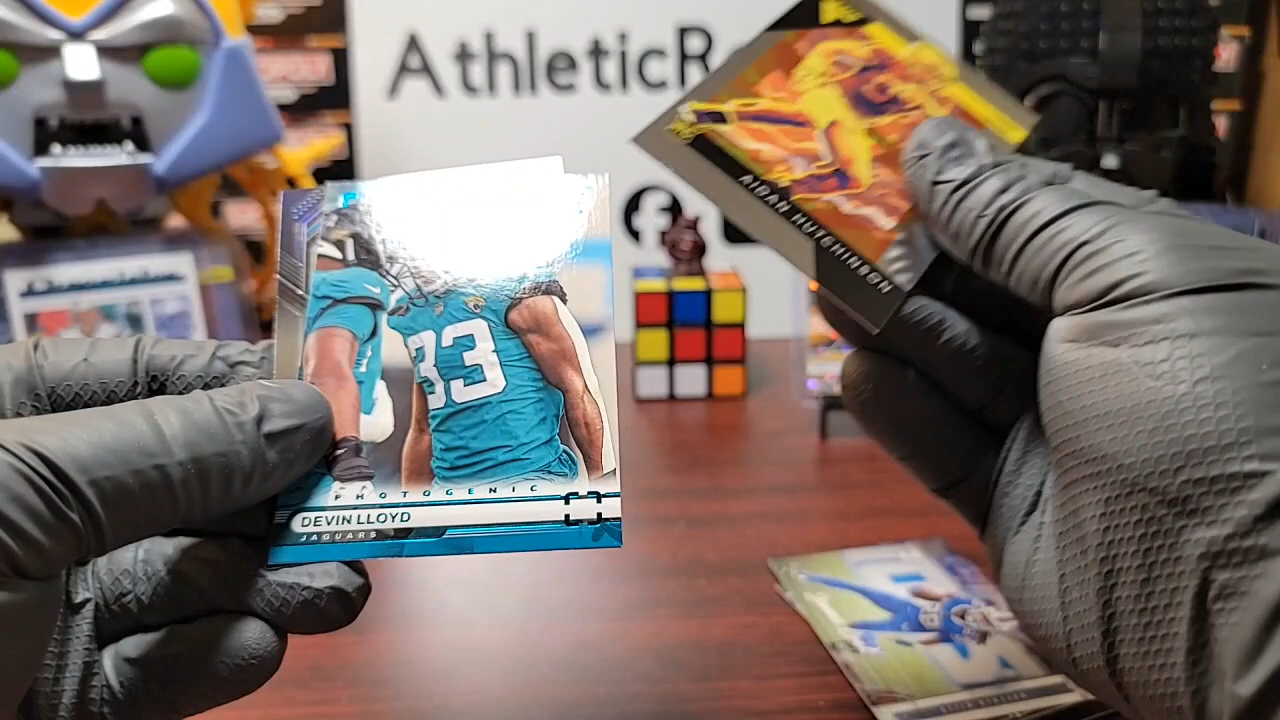 AthleticR
AIDAN HUTCHINSON
33
PHOTOGENIC
DEVIN LLOYD
JAGUARS